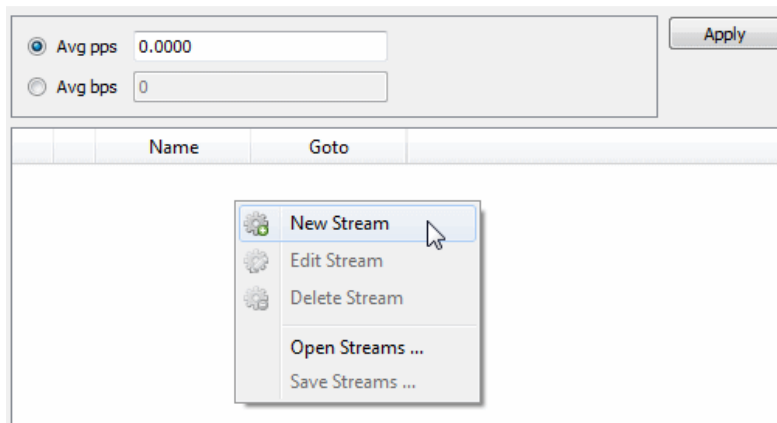 Avg pps 0.0000 Apply
Avg bps 0
Name Goto
New Stream
Edit Stream
Delete Stream
Open Streams ...
Save Streams ...